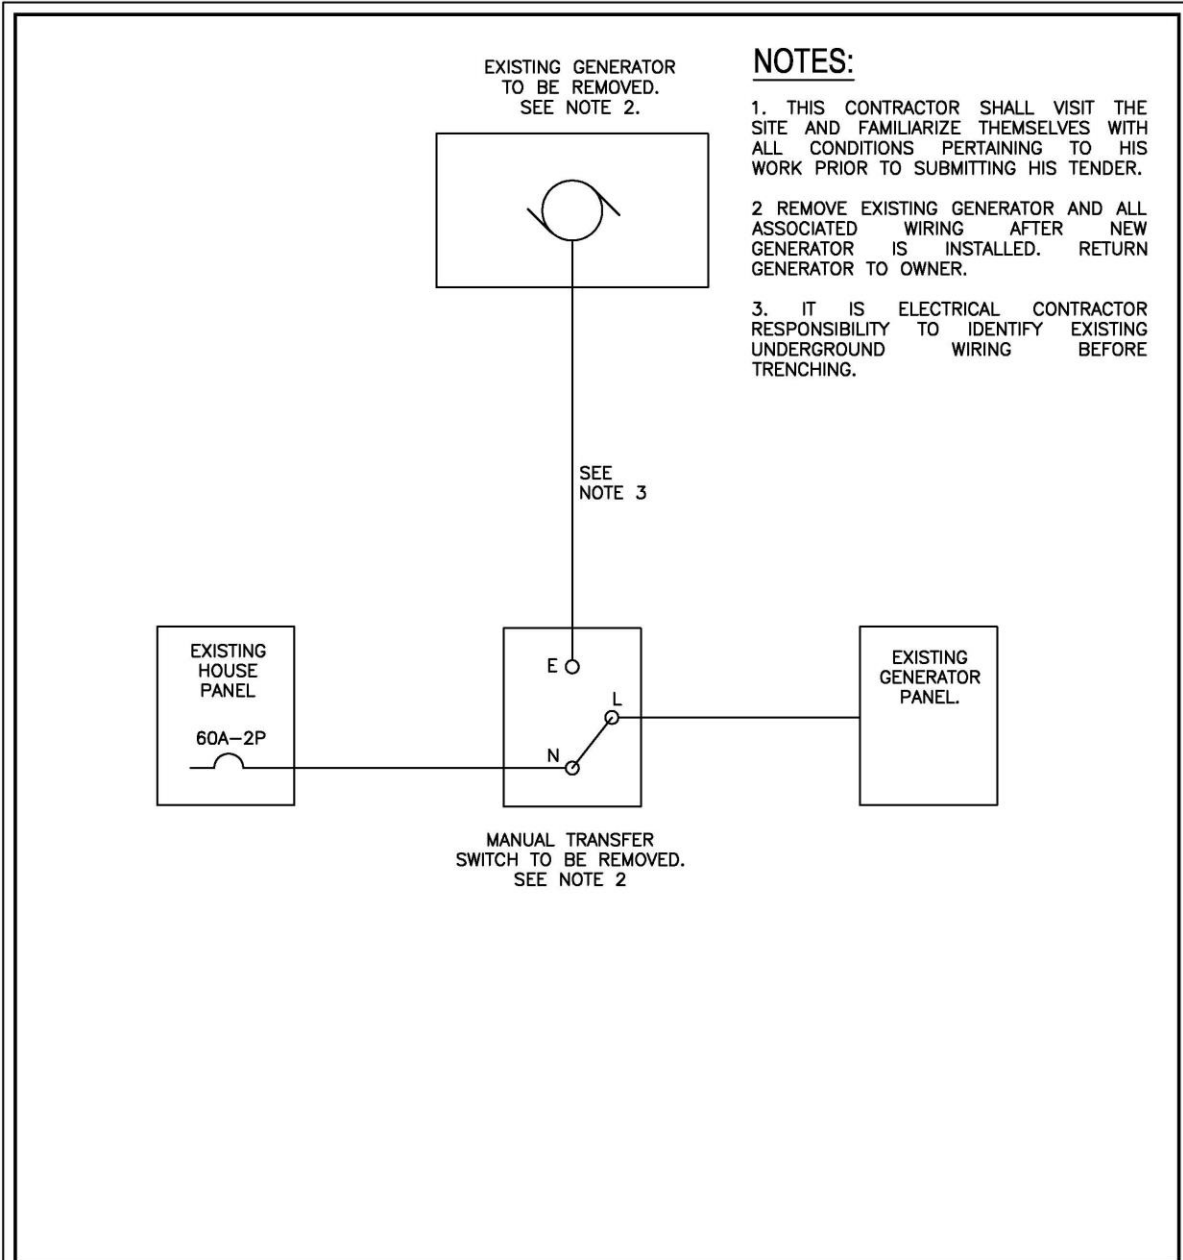 EXISTING GENERATOR
TO BE REMOVED.
SEE NOTE 2.
NOTES:
1. THIS CONTRACTOR SHALL VISIT THE
SITE AND FAMILIARIZE THEMSELVES WITH
ALL CONDITIONS PERTAINING TO HIS
WORK PRIOR TO SUBMITTING HIS TENDER.
2 REMOVE EXISTING GENERATOR AND ALL
ASSOCIATED WIRING AFTER NEW
GENERATOR IS INSTALLED. RETURN
GENERATOR TO OWNER.
3. IT IS ELECTRICAL CONTRACTOR
RESPONSIBILITY TO IDENTIFY EXISTING
UNDERGROUND WIRING BEFORE
TRENCHING.
SEE
NOTE 3
EXISTING
HOUSE
PANEL
60A-2P
E
L
N
EXISTING
GENERATOR
PANEL.
MANUAL TRANSFER
SWITCH TO BE REMOVED.
SEE NOTE 2